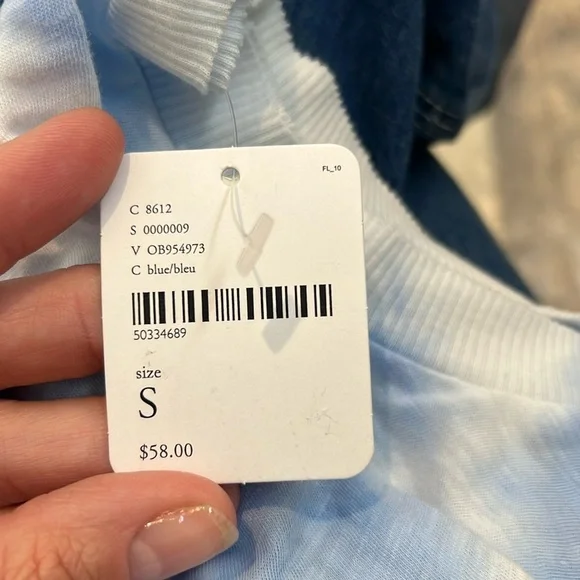 FL_10
C 8612
S 0000009
V OB954973
C blue/bleu
50334689
size
S
$58.00